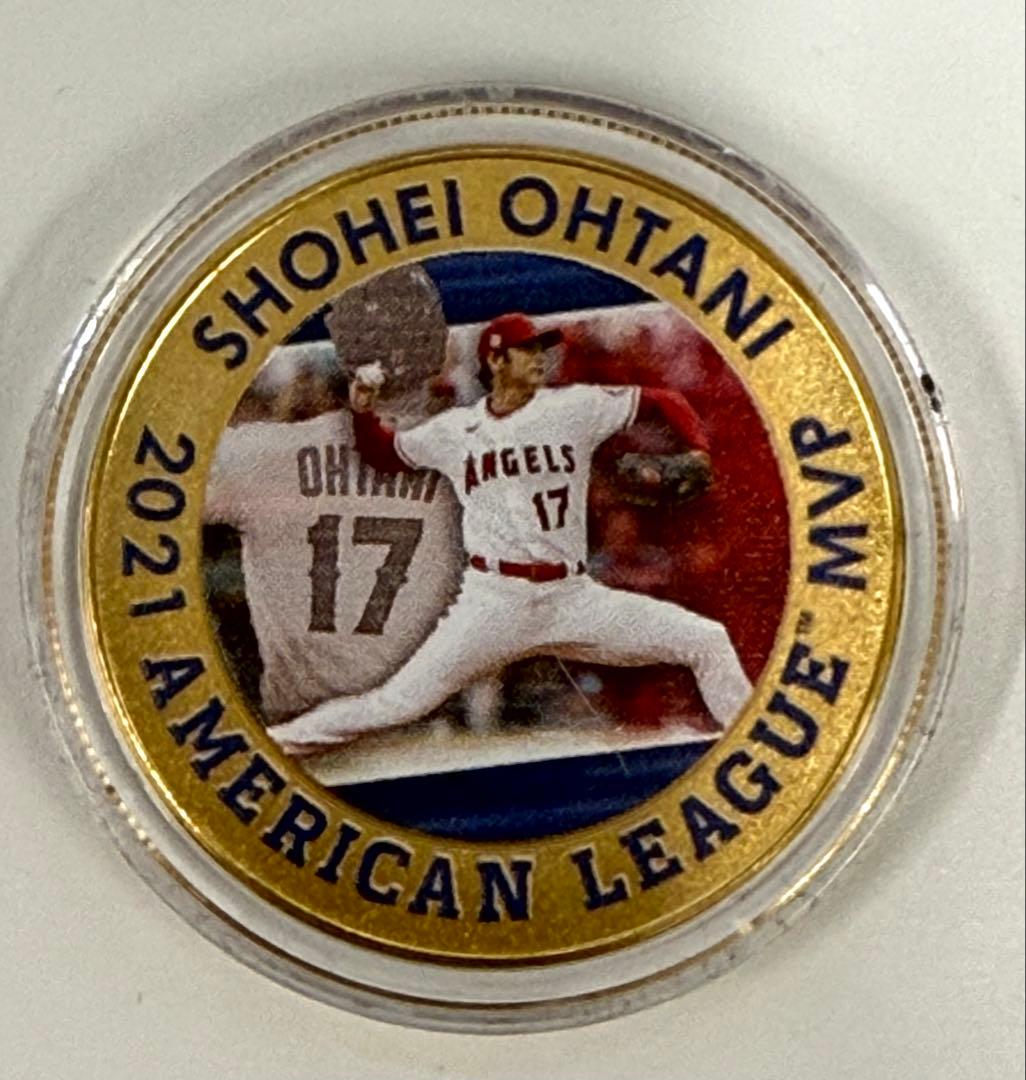 SHOHEI OHTANI
OHTANI
17
ANGELS
17
2021 AMERICAN LEAGUE™ MVP